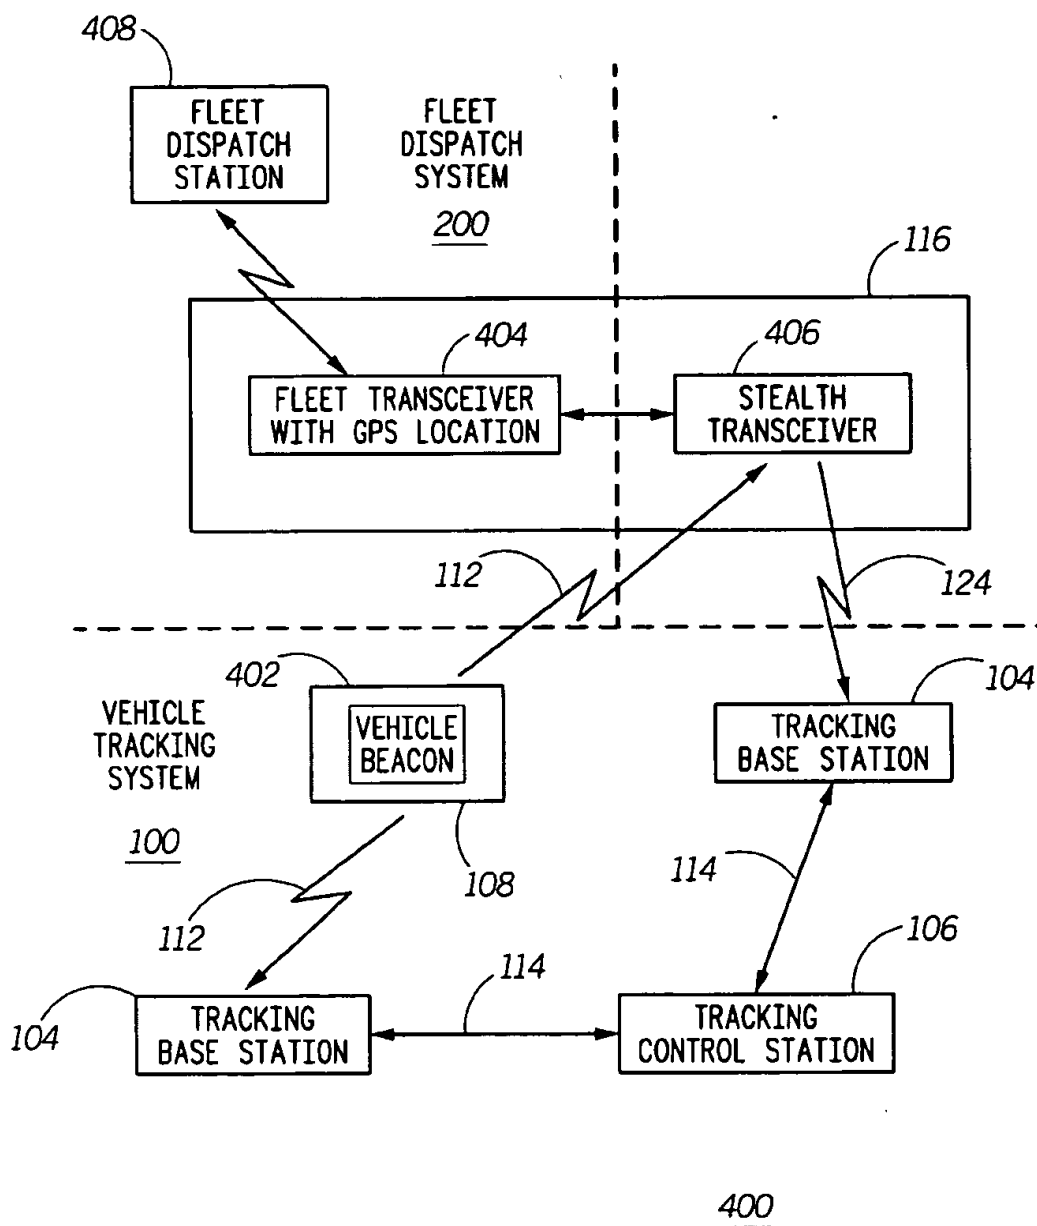 408
FLEET
DISPATCH
STATION
FLEET
DISPATCH
SYSTEM
200
116
404
FLEET TRANSCEIVER
WITH GPS LOCATION
406
STEALTH
TRANSCEIVER
112
124
402
VEHICLE
BEACON
108
VEHICLE
TRACKING
SYSTEM
100
104
TRACKING
BASE STATION
112
114
106
104
TRACKING
BASE STATION
114
TRACKING
CONTROL STATION
400